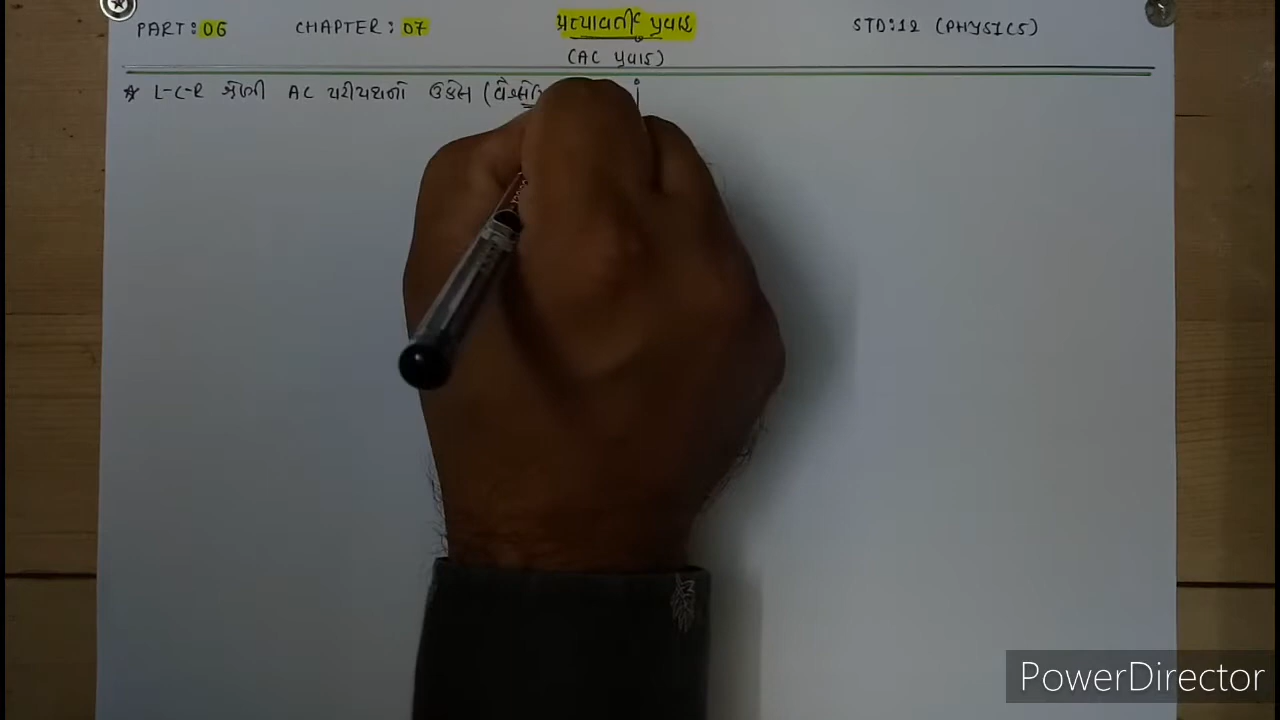 PART: 06 CHAPTER: 07 પ્રત્યાવર્તી પ્રવાહ STD:12 (PHYSICS)
(AC પ્રવાહ)
* L-C-R શ્રેણી AC પરીપથનો ઉકેલ
PowerDirector